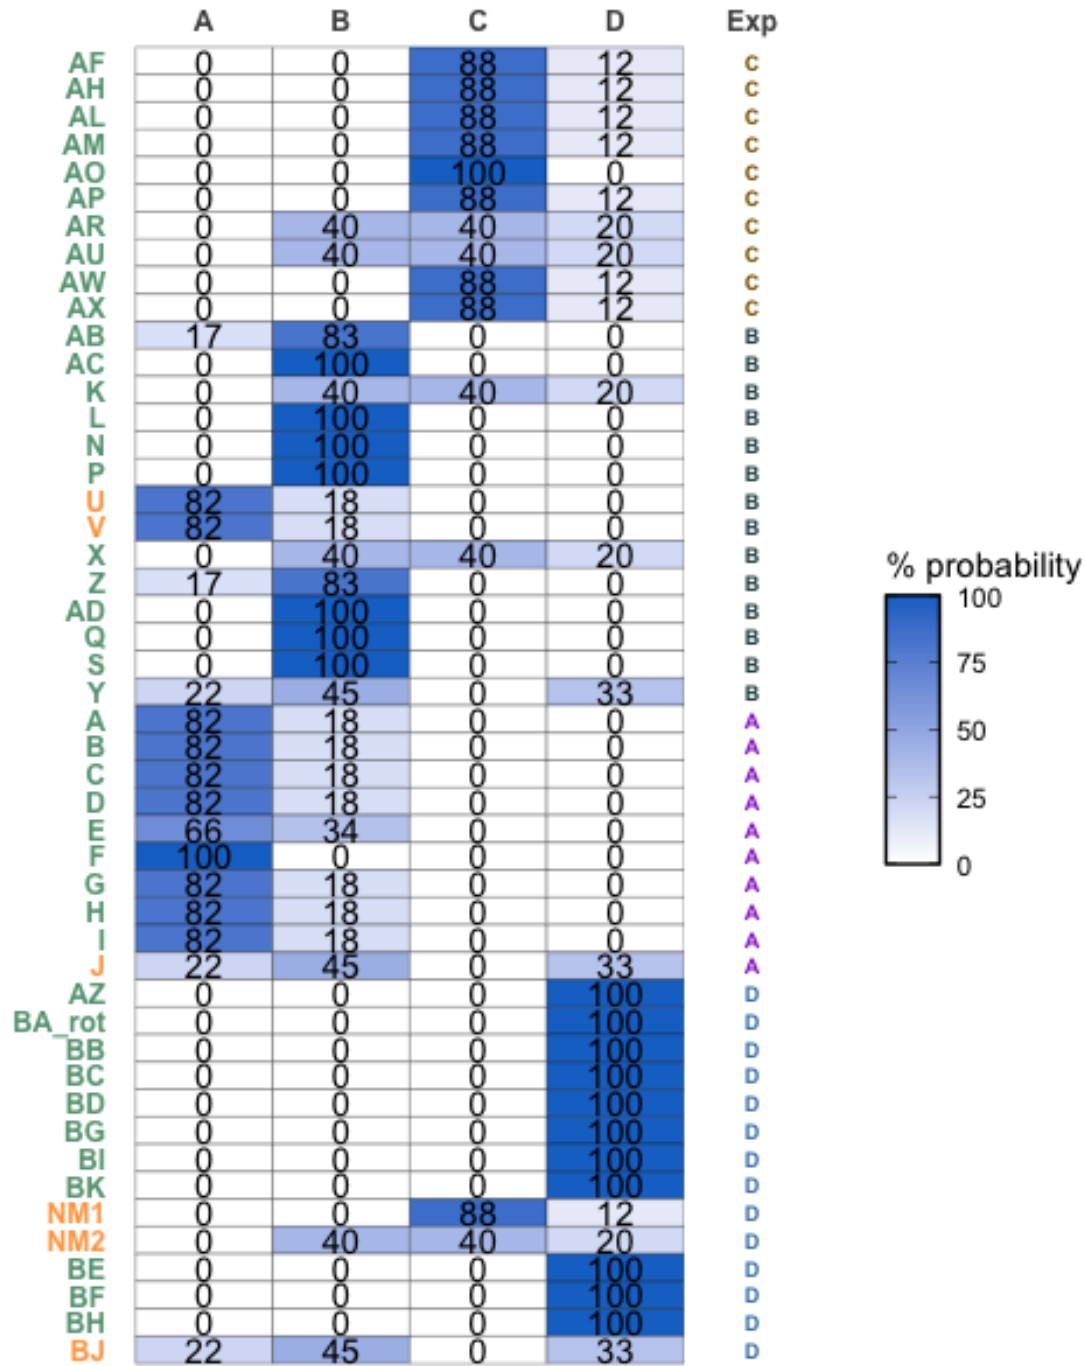 A B C D Exp
AF 0 0 88 12 C
AH 0 0 88 12 C
AL 0 0 88 12 C
AM 0 0 88 12 C
AO 0 0 100 0 C
AP 0 0 88 12 C
AR 0 40 40 20 C
AU 0 40 40 20 C
AW 0 0 88 12 C
AX 0 0 88 12 C
AB 17 83 0 0 B
AC 0 100 0 0 B
K 0 40 40 20 B
L 0 100 0 0 B
N 0 100 0 0 B
P 0 100 0 0 B
U 82 18 0 0 B
V 82 18 0 0 B
X 0 40 40 20 B
Z 17 83 0 0 B
AD 0 100 0 0 B
Q 0 100 0 0 B
S 0 100 0 0 B
Y 22 45 0 33 B
A 82 18 0 0 A
B 82 18 0 0 A
C 82 18 0 0 A
D 82 18 0 0 A
E 66 34 0 0 A
F 100 0 0 0 A
G 82 18 0 0 A
H 82 18 0 0 A
I 82 18 0 0 A
J 22 45 0 33 A
AZ 0 0 0 100 D
BA_rot 0 0 0 100 D
BB 0 0 0 100 D
BC 0 0 0 100 D
BD 0 0 0 100 D
BG 0 0 0 100 D
BI 0 0 0 100 D
BK 0 0 0 100 D
NM1 0 0 88 12 D
NM2 0 40 40 20 D
BE 0 0 0 100 D
BF 0 0 0 100 D
BH 0 0 0 100 D
BJ 22 45 0 33 D
% probability
100
75
50
25
0